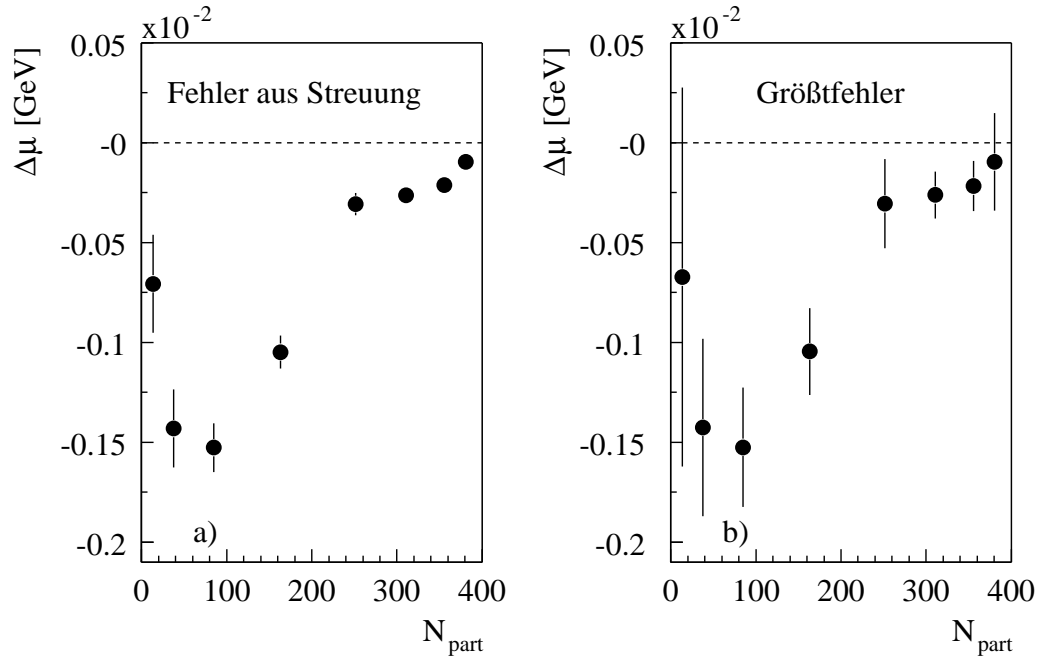 x10⁻²
Δμ [GeV]
0.05
-0
-0.05
-0.1
-0.15
-0.2
Fehler aus Streuung
a)
0 100 200 300 400
N_part
x10⁻²
Δμ [GeV]
0.05
-0
-0.05
-0.1
-0.15
-0.2
Größtfehler
b)
0 100 200 300 400
N_part